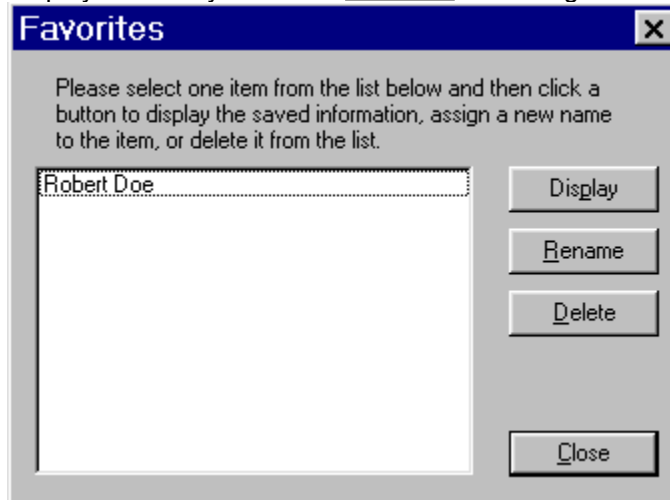 Favorites
Please select one item from the list below and then click a
button to display the saved information, assign a new name
to the item, or delete it from the list.
Robert Doe
Display
Rename
Delete
Close